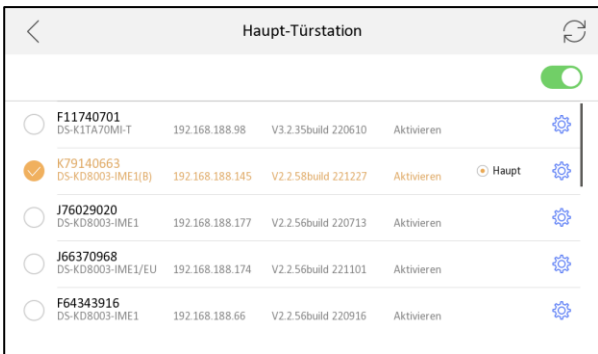 Haupt-Türstation
F11740701
DS-K1TA70MI-T 192.168.188.98 V3.2.35build 220610 Aktivieren
K79140663
DS-KD8003-IME1(B) 192.168.188.145 V2.2.58build 221227 Aktivieren Haupt
J76029020
DS-KD8003-IME1 192.168.188.177 V2.2.56build 220713 Aktivieren
J66370968
DS-KD8003-IME1/EU 192.168.188.174 V2.2.56build 221101 Aktivieren
F64343916
DS-KD8003-IME1 192.168.188.66 V2.2.56build 220916 Aktivieren